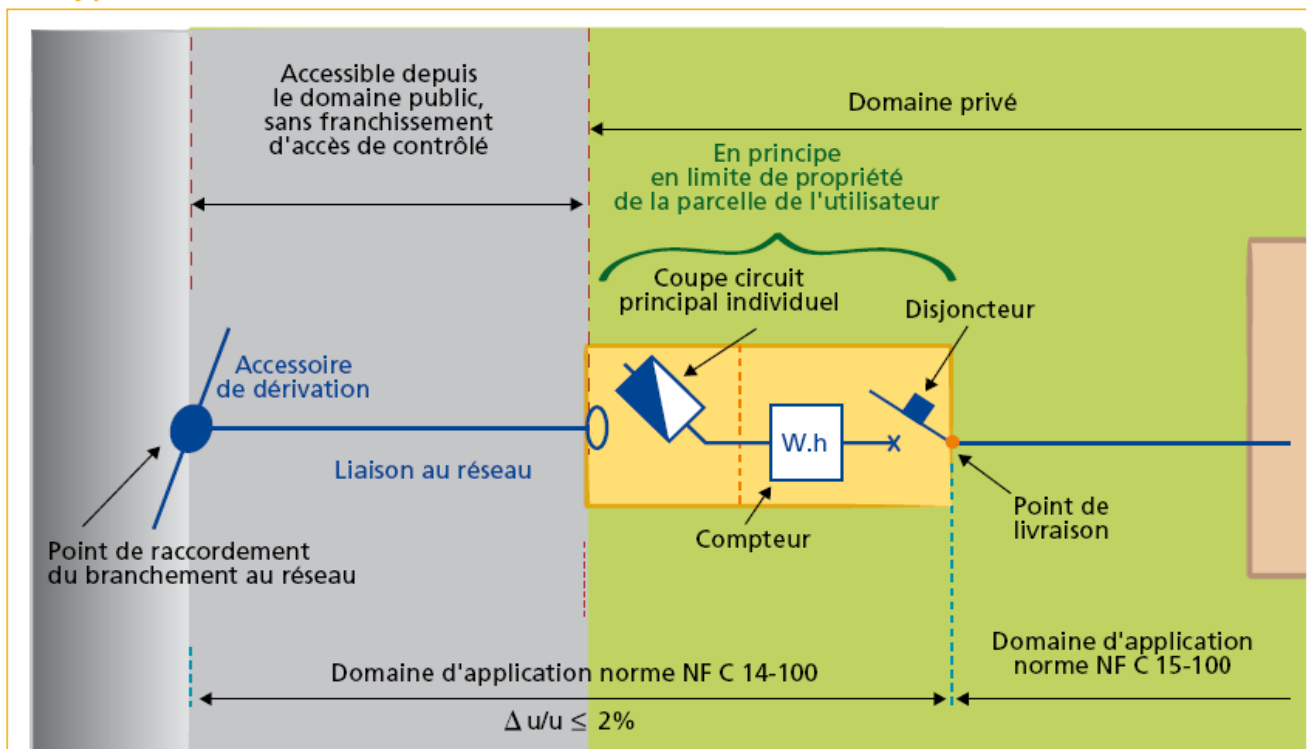 Accessible depuis
le domaine public,
sans franchissement
d'accès de contrôlé
Domaine privé
En principe
en limite de propriété
de la parcelle de l'utilisateur
Coupe circuit
principal individuel
Disjoncteur
Accessoire
de dérivation
Liaison au réseau
W.h
Point de raccordement
du branchement au réseau
Compteur
Point de
livraison
Domaine d'application norme NF C 14-100
Δ u/u ≤ 2%
Domaine d'application
norme NF C 15-100